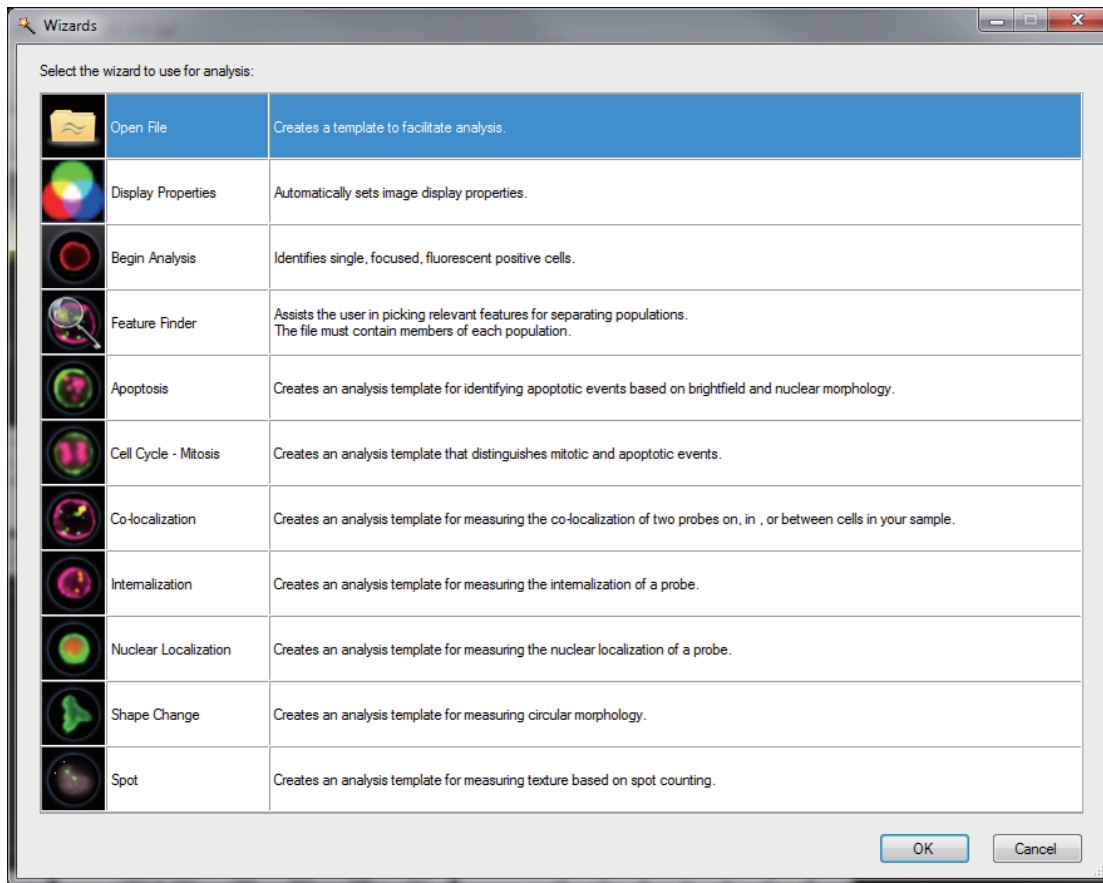 Wizards
Select the wizard to use for analysis:
Open File
Creates a template to facilitate analysis.
Display Properties
Automatically sets image display properties.
Begin Analysis
Identifies single, focused, fluorescent positive cells.
Feature Finder
Assists the user in picking relevant features for separating populations.
The file must contain members of each population.
Apoptosis
Creates an analysis template for identifying apoptotic events based on brightfield and nuclear morphology.
Cell Cycle - Mitosis
Creates an analysis template that distinguishes mitotic and apoptotic events.
Co-localization
Creates an analysis template for measuring the co-localization of two probes on, in , or between cells in your sample.
Internalization
Creates an analysis template for measuring the internalization of a probe.
Nuclear Localization
Creates an analysis template for measuring the nuclear localization of a probe.
Shape Change
Creates an analysis template for measuring circular morphology.
Spot
Creates an analysis template for measuring texture based on spot counting.
OK
Cancel